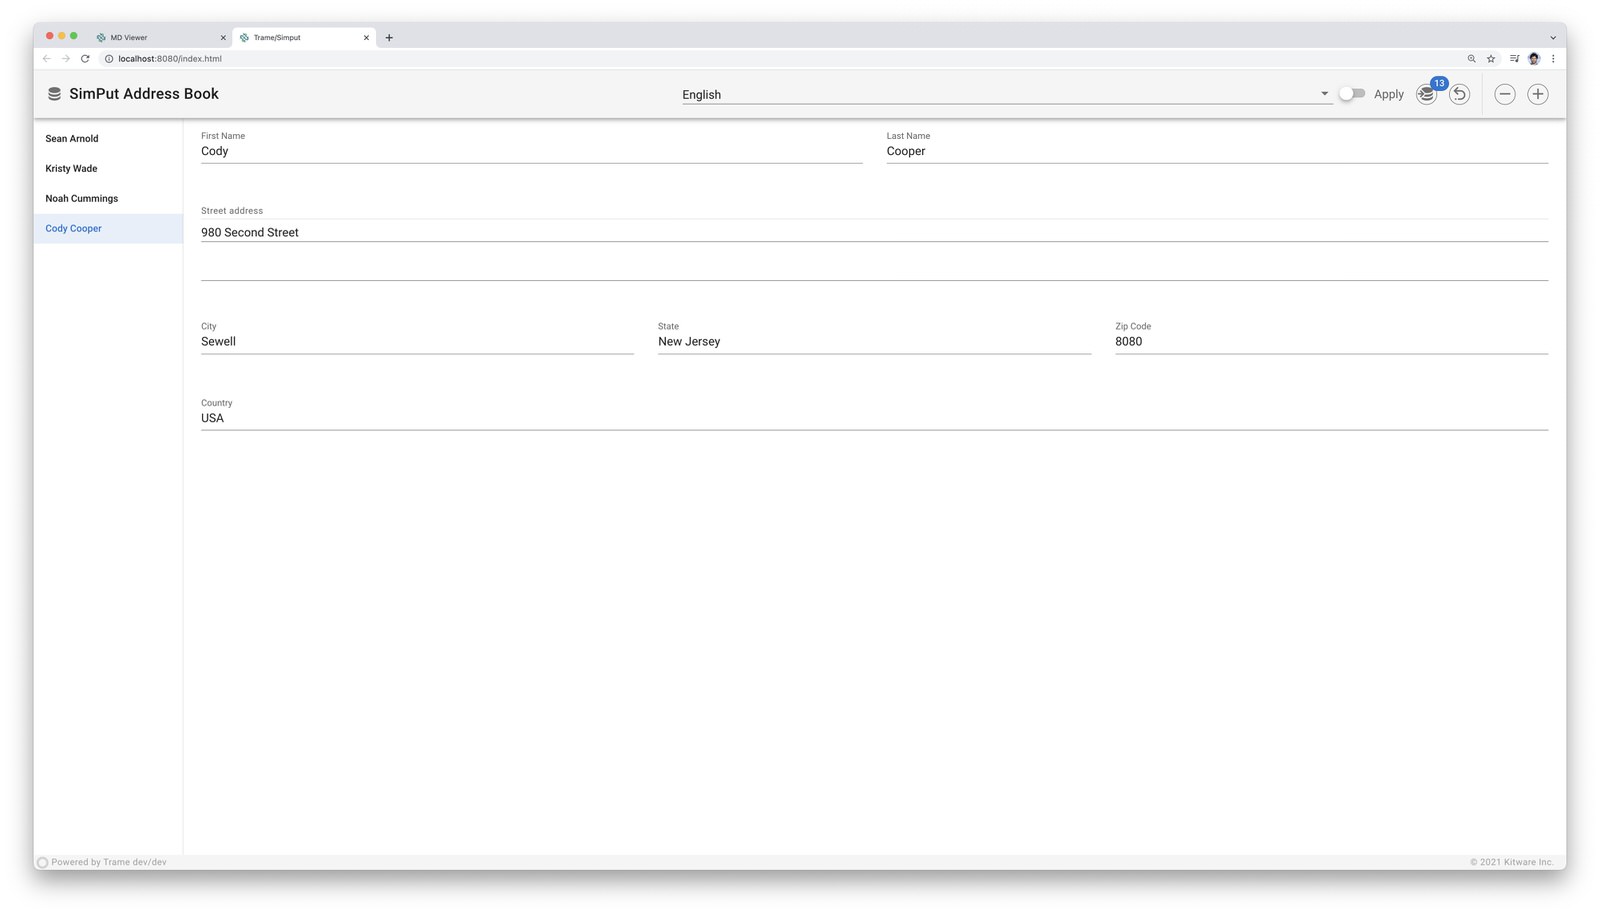 MD Viewer
Trame/Simput
localhost:8080/index.html
SimPut Address Book
English
Apply
13
Sean Arnold
Kristy Wade
Noah Cummings
Cody Cooper
First Name
Cody
Last Name
Cooper
Street address
980 Second Street
City
Sewell
State
New Jersey
Zip Code
8080
Country
USA
Powered by Trame dev/dev
© 2021 Kitware Inc.